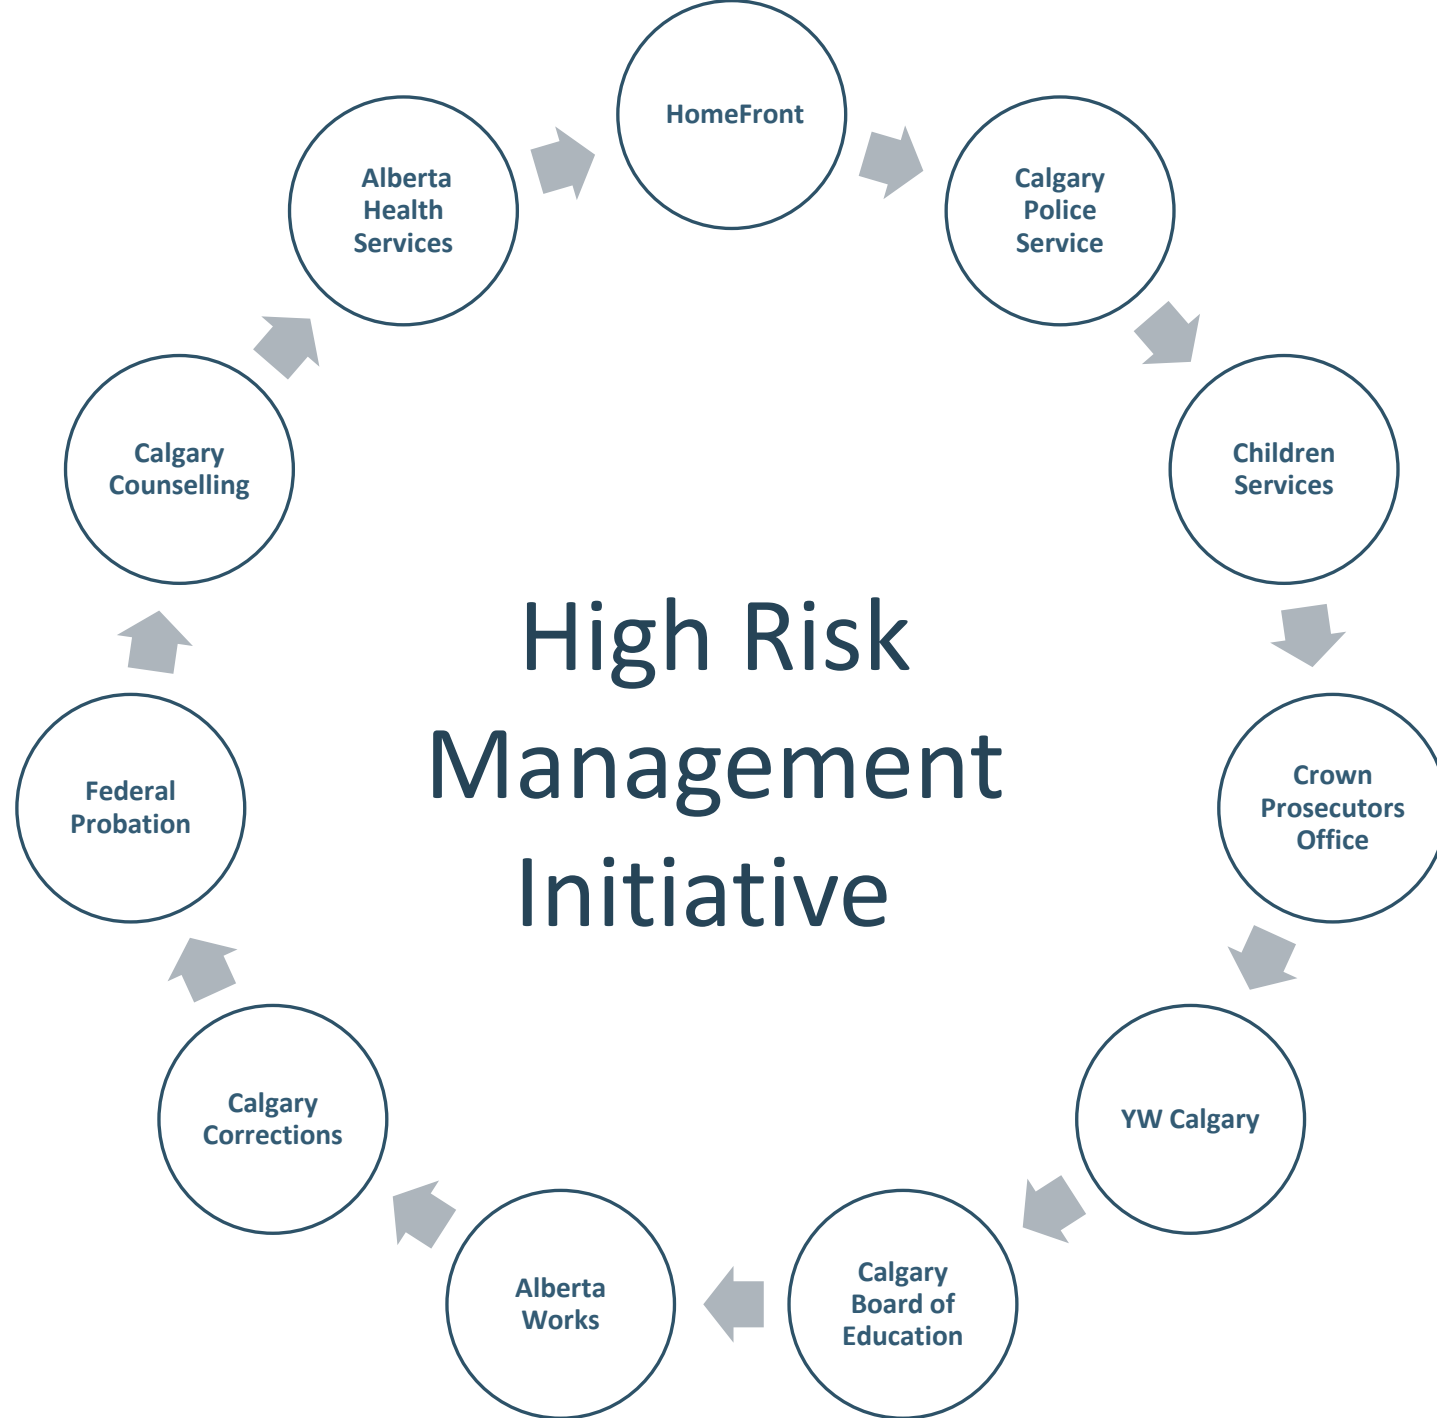 HomeFront
Calgary
Police
Service
Children
Services
Crown
Prosecutors
Office
YW Calgary
Calgary
Board of
Education
Alberta
Works
Calgary
Corrections
Federal
Probation
Calgary
Counselling
Alberta
Health
Services
High Risk
Management
Initiative